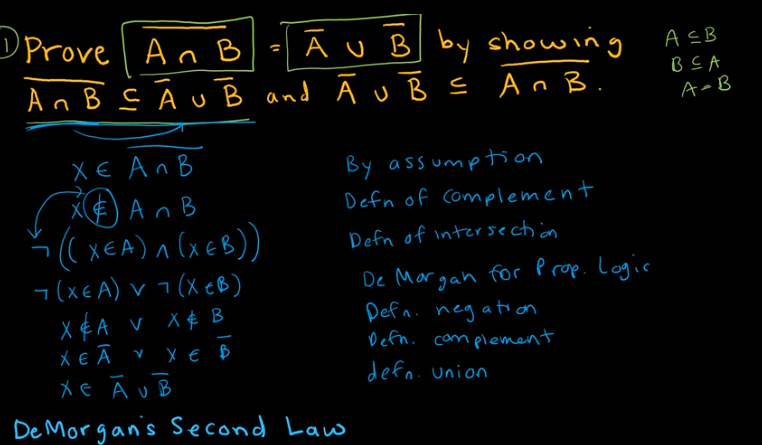 ① Prove A̅ ̅∩̅ ̅B̅ = A̅ ∪ B̅ by showing
A̅ ̅∩̅ ̅B̅ ⊆ A̅ ∪ B̅ and A̅ ∪ B̅ ⊆ A̅ ̅∩̅ ̅B̅.
A ⊆ B
B ⊆ A
A = B
x ∈ A̅ ̅∩̅ ̅B̅ By assumption
x ∉ A ∩ B Defn of complement
¬((x∈A) ∧ (x∈B)) Defn of intersection
¬(x∈A) ∨ ¬(x∈B) De Morgan for Prop. Logic
x ∉ A ∨ x ∉ B Defn. negation
x ∈ A̅ ∨ x ∈ B̅ Defn. complement
x ∈ A̅ ∪ B̅ defn. union
DeMorgan's Second Law